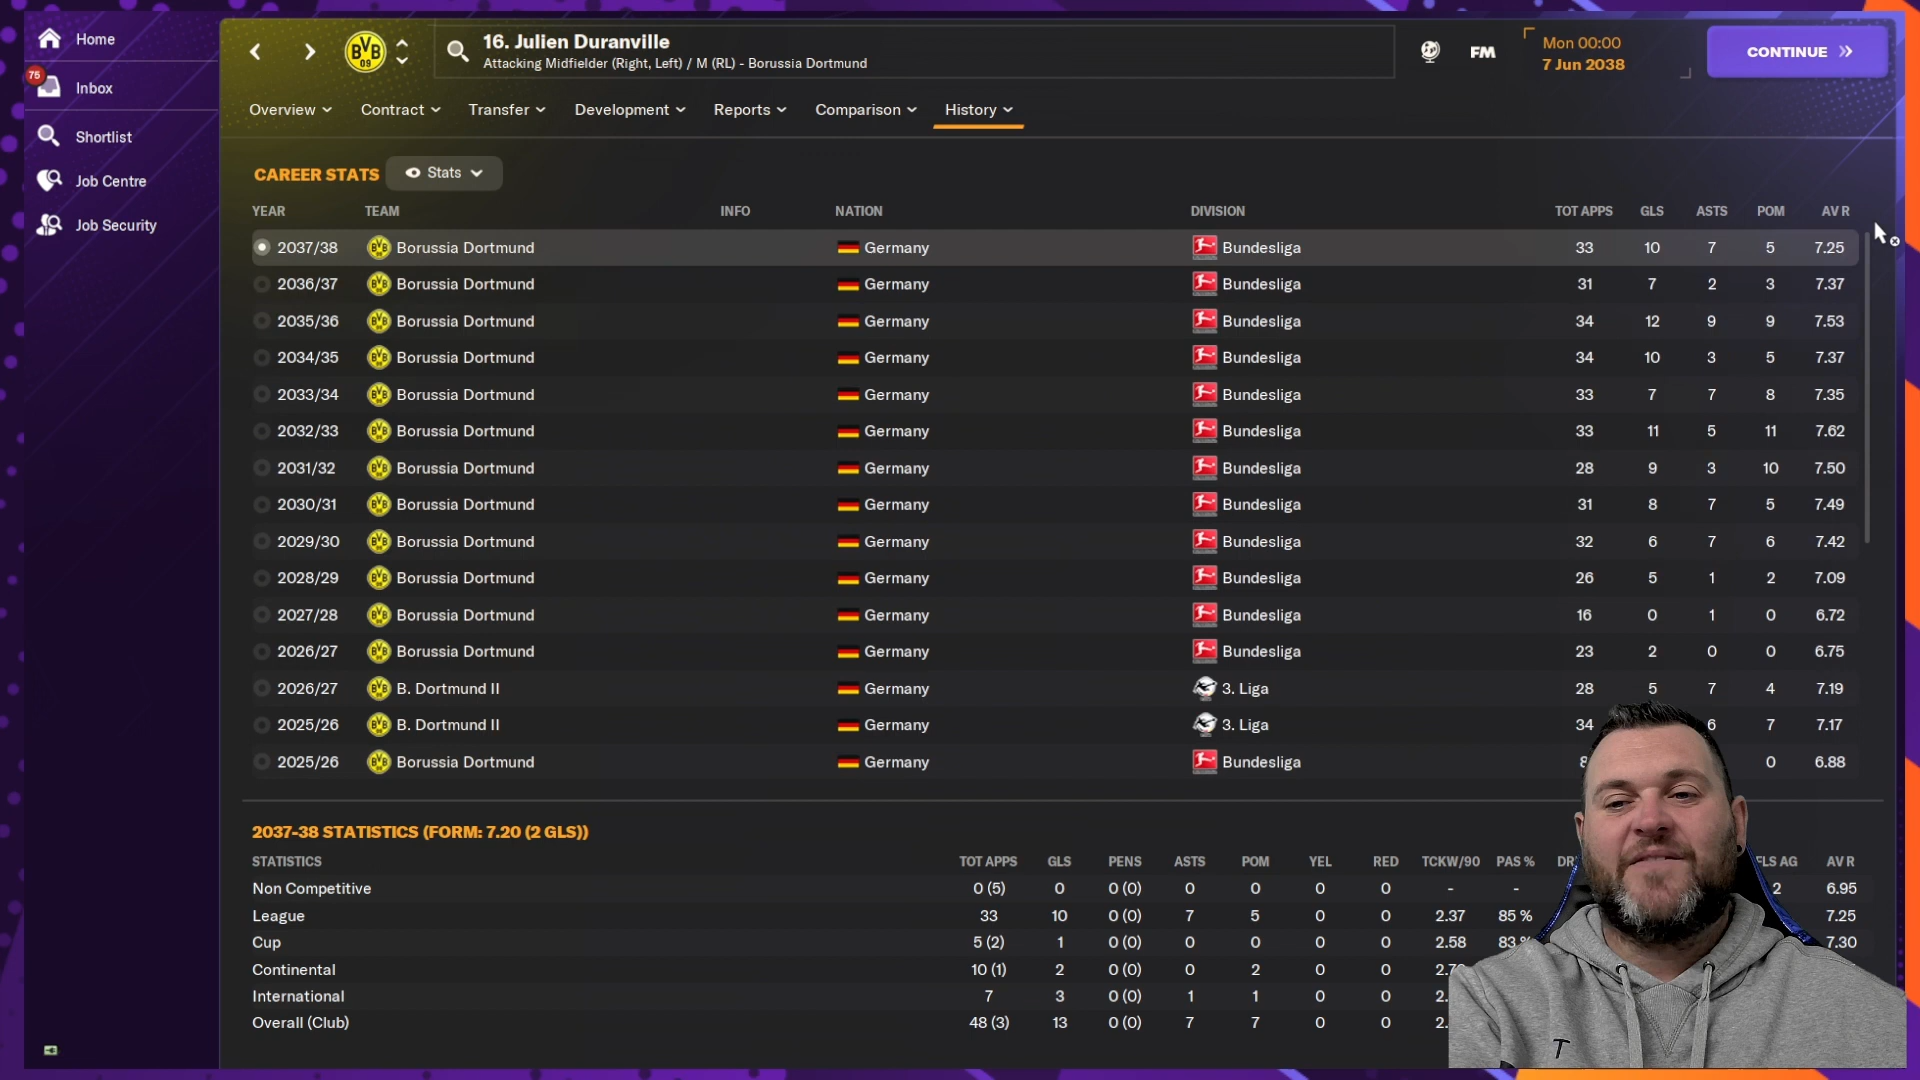 Home
75
Inbox
Shortlist
Job Centre
Job Security
BVB 09
16. Julien Duranville
Attacking Midfielder (Right, Left) / M (RL) - Borussia Dortmund
FM
Mon 00:00
7 Jun 2038
CONTINUE
Overview Contract Transfer Development Reports Comparison History
CAREER STATS Stats
YEAR TEAM INFO NATION DIVISION TOT APPS GLS ASTS POM AV R
2037/38 Borussia Dortmund Germany Bundesliga 33 10 7 5 7.25
2036/37 Borussia Dortmund Germany Bundesliga 31 7 2 3 7.37
2035/36 Borussia Dortmund Germany Bundesliga 34 12 9 9 7.53
2034/35 Borussia Dortmund Germany Bundesliga 34 10 3 5 7.37
2033/34 Borussia Dortmund Germany Bundesliga 33 7 7 8 7.35
2032/33 Borussia Dortmund Germany Bundesliga 33 11 5 11 7.62
2031/32 Borussia Dortmund Germany Bundesliga 28 9 3 10 7.50
2030/31 Borussia Dortmund Germany Bundesliga 31 8 7 5 7.49
2029/30 Borussia Dortmund Germany Bundesliga 32 6 7 6 7.42
2028/29 Borussia Dortmund Germany Bundesliga 26 5 1 2 7.09
2027/28 Borussia Dortmund Germany Bundesliga 16 0 1 0 6.72
2026/27 Borussia Dortmund Germany Bundesliga 23 2 0 0 6.75
2026/27 B. Dortmund II Germany 3. Liga 28 5 7 4 7.19
2025/26 B. Dortmund II Germany 3. Liga 34 6 7 7.17
2025/26 Borussia Dortmund Germany Bundesliga 0 6.88
2037-38 STATISTICS (FORM: 7.20 (2 GLS))
STATISTICS TOT APPS GLS PENS ASTS POM YEL RED TCKW/90 PAS % AV R
Non Competitive 0 (5) 0 0 (0) 0 0 0 0 - - 2 6.95
League 33 10 0 (0) 7 5 0 0 2.37 85 % 7.25
Cup 5 (2) 1 0 (0) 0 0 0 0 2.58 83 % 7.30
Continental 10 (1) 2 0 (0) 0 2 0 0
International 7 3 0 (0) 1 1 0 0
Overall (Club) 48 (3) 13 0 (0) 7 7 0 0